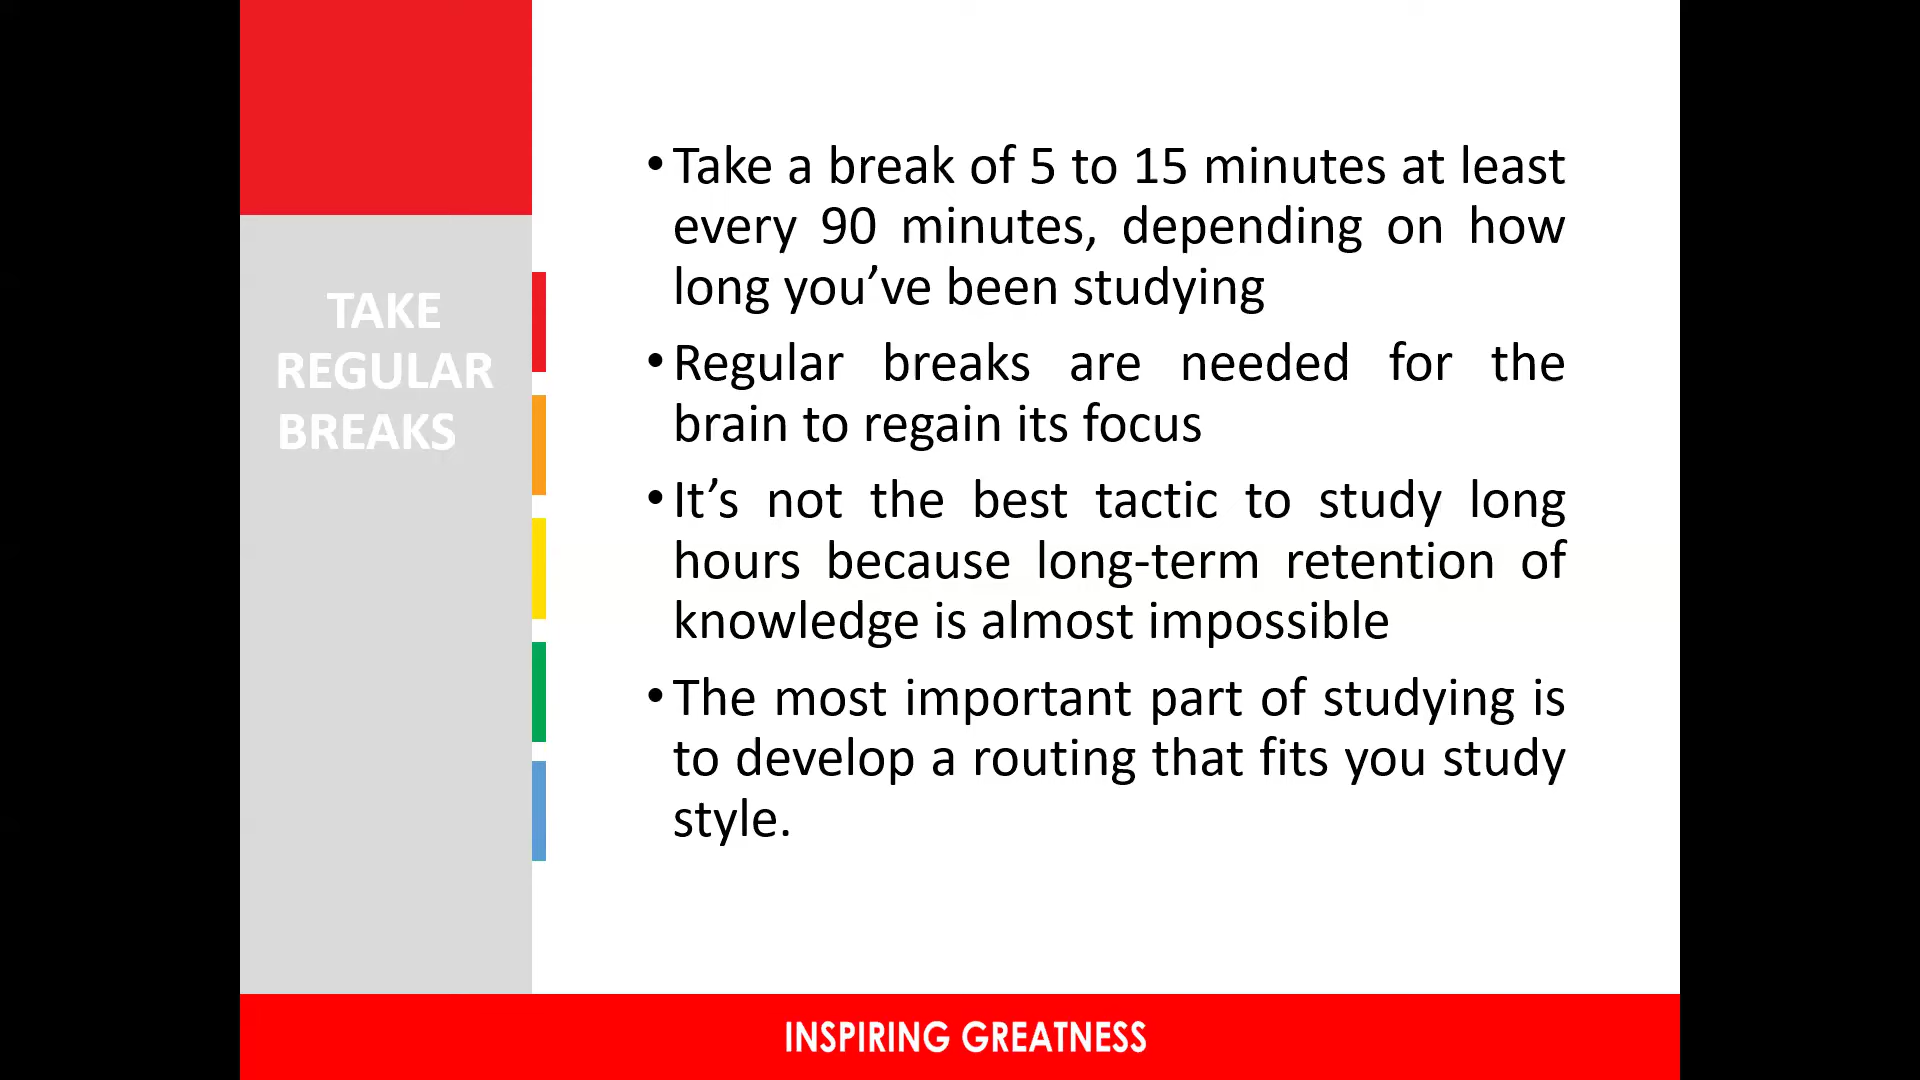 TAKE
REGULAR
BREAKS
• Take a break of 5 to 15 minutes at least
every 90 minutes, depending on how
long you’ve been studying
• Regular breaks are needed for the
brain to regain its focus
• It’s not the best tactic to study long
hours because long-term retention of
knowledge is almost impossible
• The most important part of studying is
to develop a routing that fits you study
style.
INSPIRING GREATNESS